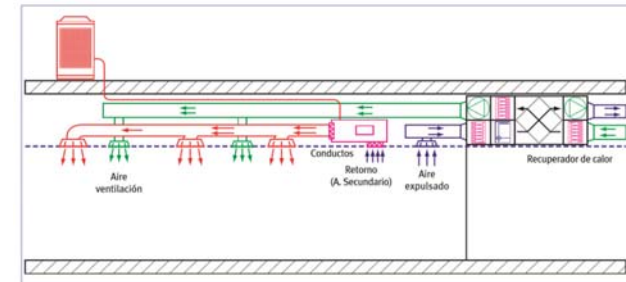 Aire
ventilación
Conductos
Retorno
(A. Secundario)
Aire
expulsado
Recuperador de calor